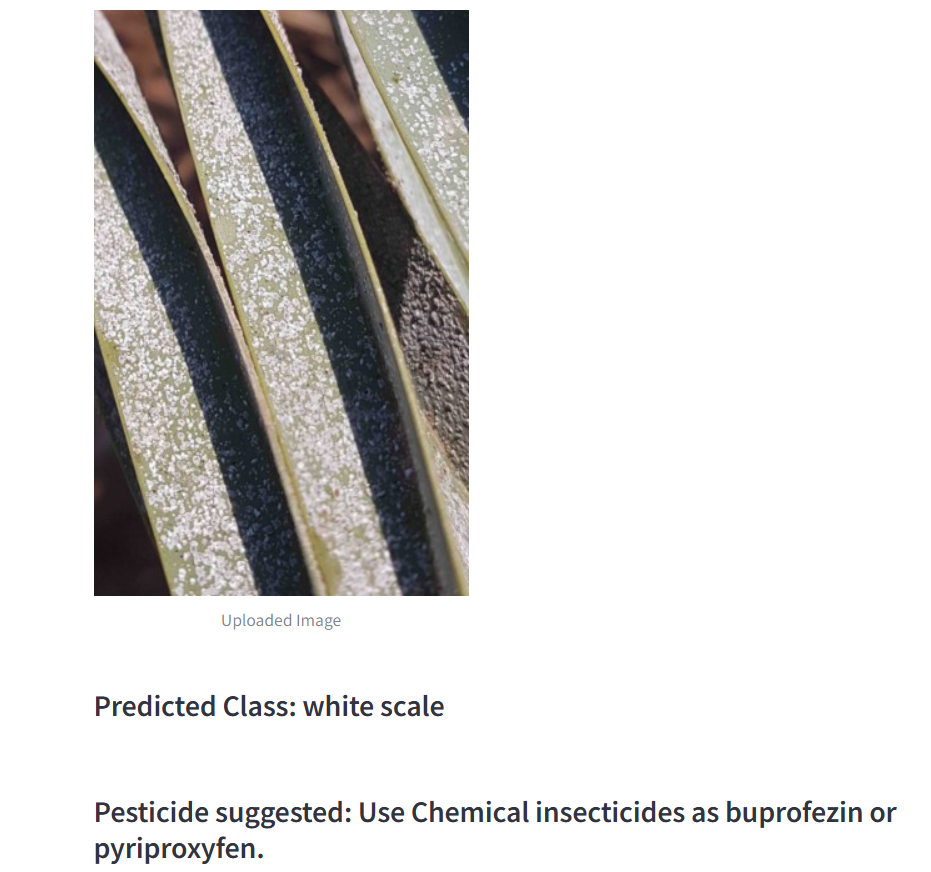 Uploaded Image
Predicted Class: white scale
Pesticide suggested: Use Chemical insecticides as buprofezin or
pyriproxyfen.